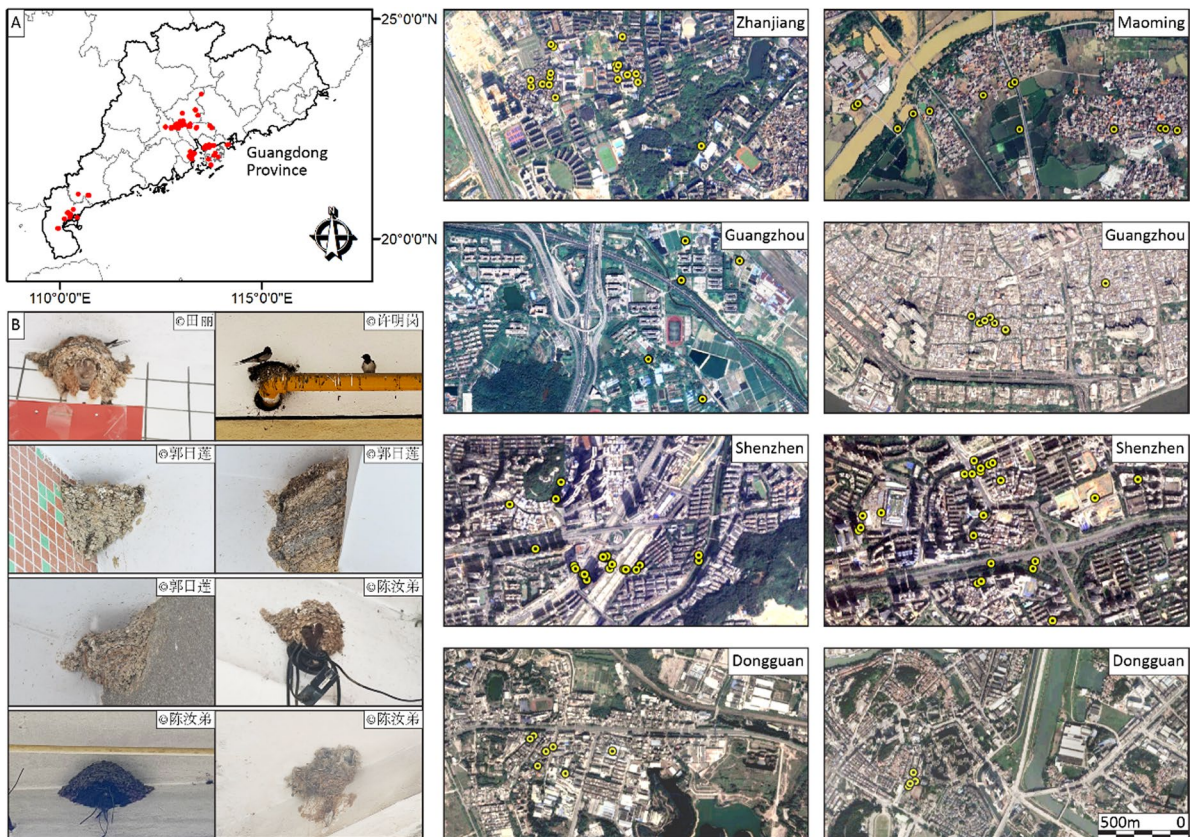 A
25°0'0"N
Guangdong
Province
N
20°0'0"N
110°0'0"E
115°0'0"E
B
©田丽
©许明岗
©郭日莲
©郭日莲
©郭日莲
©陈汝弟
©陈汝弟
©陈汝弟
Zhanjiang
Maoming
Guangzhou
Guangzhou
Shenzhen
Shenzhen
Dongguan
Dongguan
500m 0